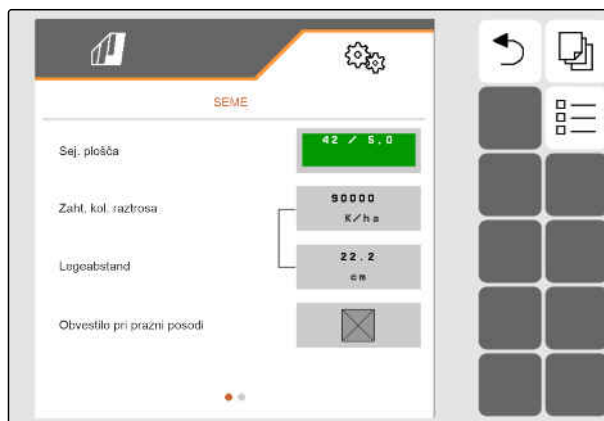 SEME
Sej. plošča
42 / 5,0
Zaht. kol. raztrosa
90000
K/ha
Legeabstand
22.2
cm
Obvestilo pri prazni posodi